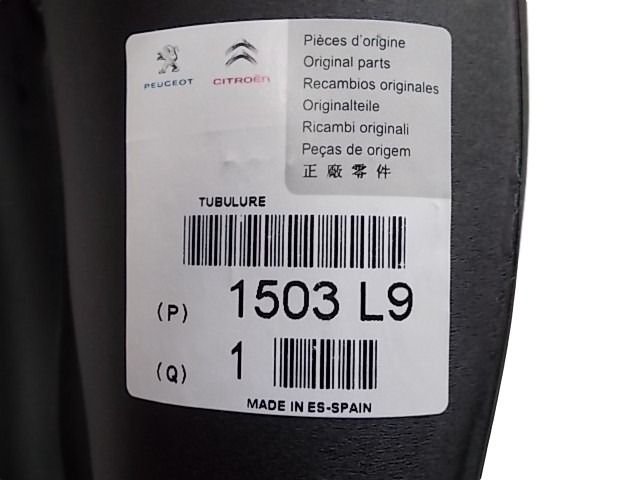 PEUGEOT
CITROËN
Pièces d'origine
Original parts
Recambios originales
Originalteile
Ricambi originali
Peças de origem
正廠零件
TUBULURE
(P) 1503 L9
(Q) 1
MADE IN ES-SPAIN